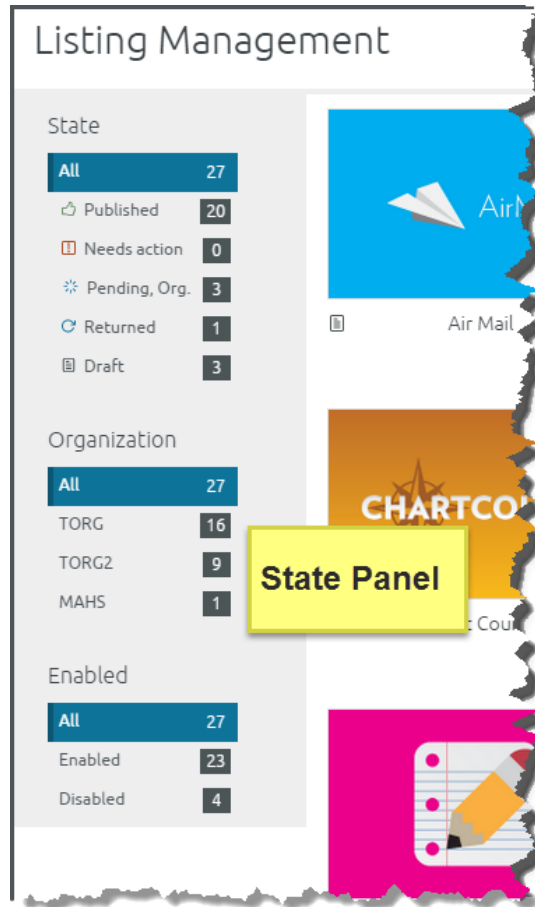 Listing Management
State
All 27
Published 20
Needs action 0
Pending, Org. 3
Returned 1
Draft 3
Organization
All 27
TORG 16
TORG2 9
MAHS 1
Enabled
All 27
Enabled 23
Disabled 4
Air Mail
CHARTCOU
State Panel